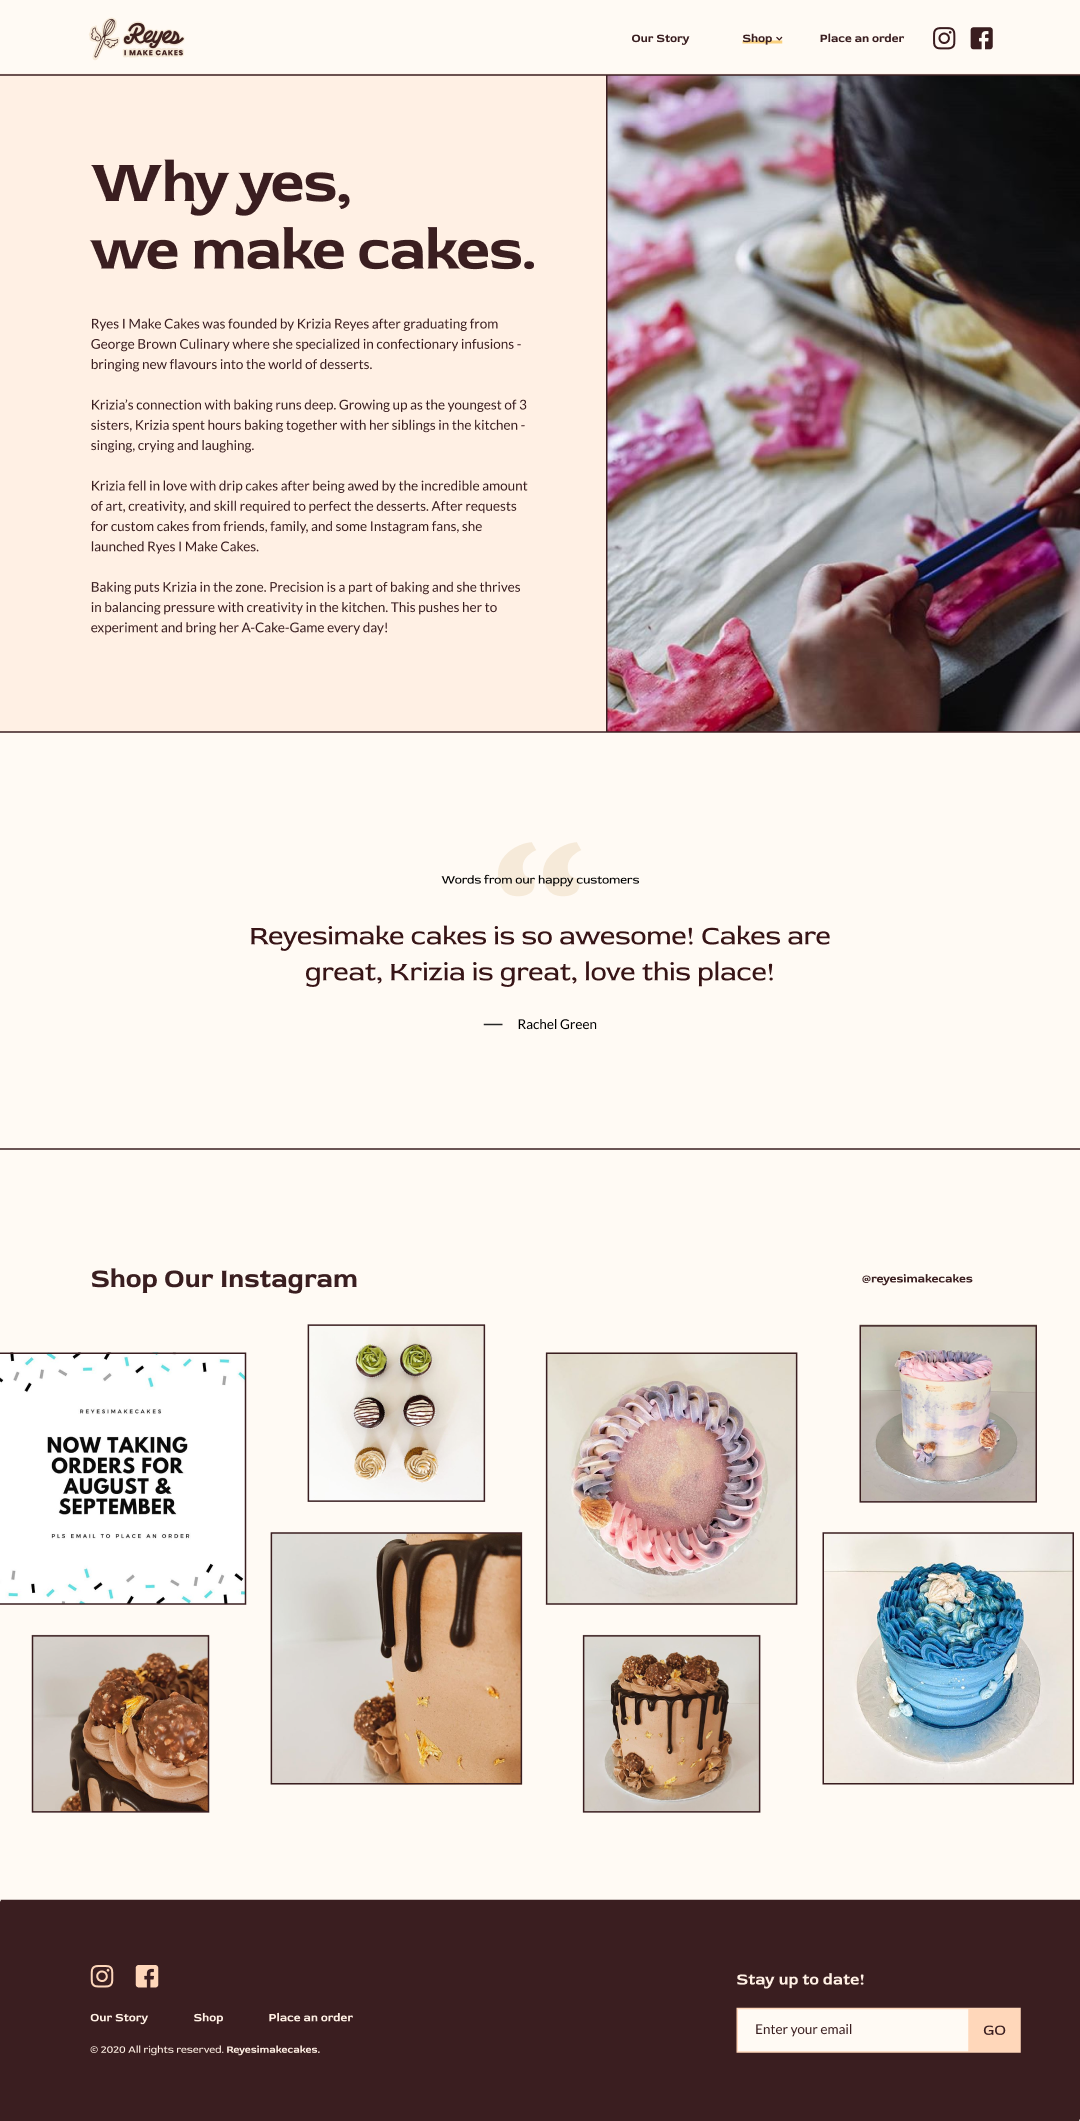 Reyes
I MAKE CAKES
Our Story
Shop
Place an order
Why yes,
we make cakes.
Ryes I Make Cakes was founded by Krizia Reyes after graduating from
George Brown Culinary where she specialized in confectionary infusions -
bringing new flavours into the world of desserts.
Krizia's connection with baking runs deep. Growing up as the youngest of 3
sisters, Krizia spent hours baking together with her siblings in the kitchen -
singing, crying and laughing.
Krizia fell in love with drip cakes after being awed by the incredible amount
of art, creativity, and skill required to perfect the desserts. After requests
for custom cakes from friends, family, and some Instagram fans, she
launched Ryes I Make Cakes.
Baking puts Krizia in the zone. Precision is a part of baking and she thrives
in balancing pressure with creativity in the kitchen. This pushes her to
experiment and bring her A-Cake-Game every day!
“
Words from our happy customers
Reyesimake cakes is so awesome! Cakes are
great, Krizia is great, love this place!
— Rachel Green
Shop Our Instagram
@reyesimakecakes
REYESIMAKECAKES
NOW TAKING
ORDERS FOR
AUGUST &
SEPTEMBER
PLS EMAIL TO PLACE AN ORDER
Our Story
Shop
Place an order
© 2020 All rights reserved. Reyesimakecakes.
Stay up to date!
Enter your email
GO